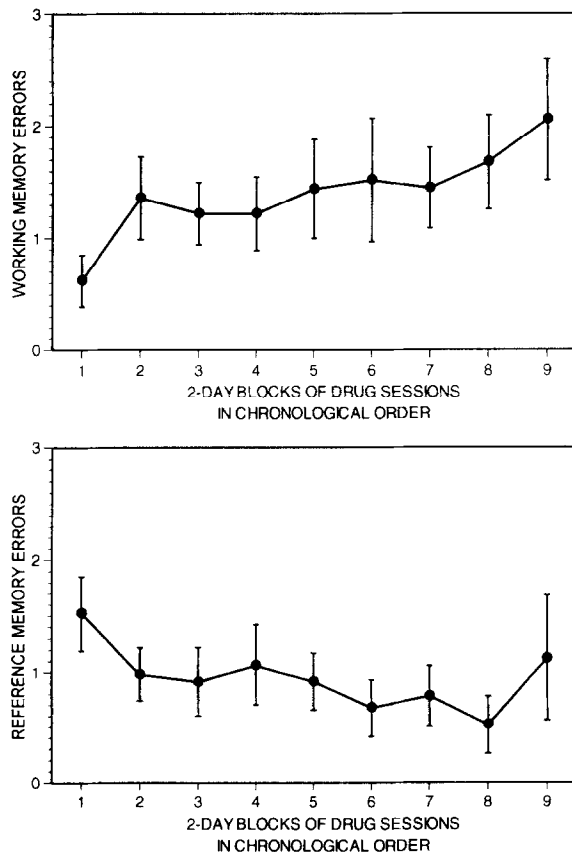 3
2
1
0
WORKING MEMORY ERRORS
1 2 3 4 5 6 7 8 9
2-DAY BLOCKS OF DRUG SESSIONS
IN CHRONOLOGICAL ORDER
3
2
1
0
REFERENCE MEMORY ERRORS
1 2 3 4 5 6 7 8 9
2-DAY BLOCKS OF DRUG SESSIONS
IN CHRONOLOGICAL ORDER